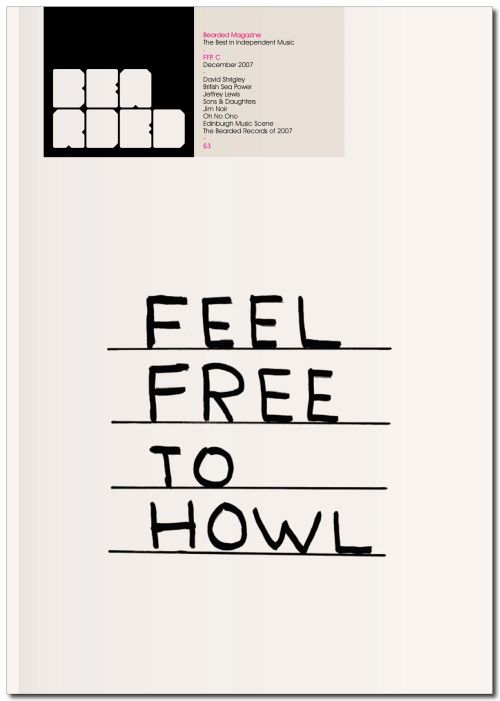 BEA
RDED
Bearded Magazine
The Best in Independent Music
-
FFP. C
December 2007
-
David Shrigley
British Sea Power
Jeffrey Lewis
Sons & Daughters
Jim Noir
Oh No Ono
Edinburgh Music Scene
The Bearded Records of 2007
-
£3
FEEL
FREE
TO
HOWL